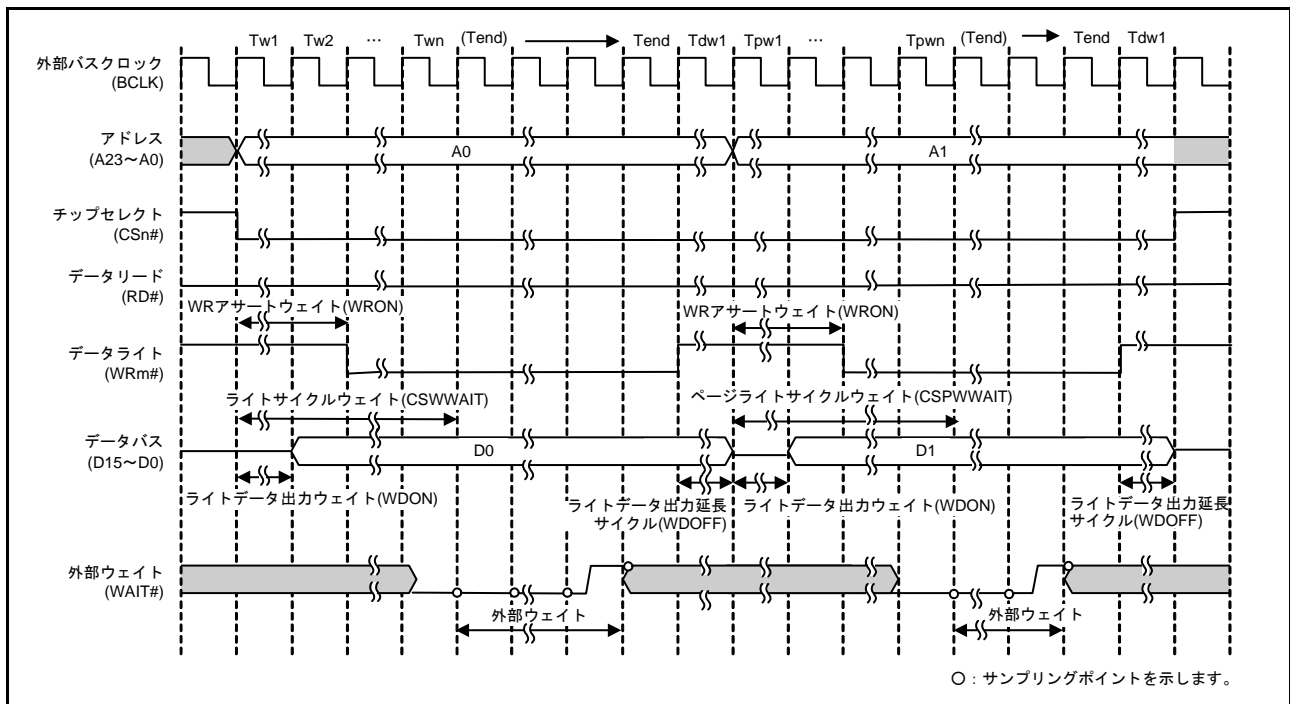 Tw1 Tw2 … Twn (Tend) Tend Tdw1 Tpw1 … Tpwn (Tend) Tend Tdw1
外部バスクロック
(BCLK)
アドレス
(A23～A0)
A0 A1
チップセレクト
(CSn#)
データリード
(RD#)
WRアサートウェイト(WRON) WRアサートウェイト(WRON)
データライト
(WRm#)
ライトサイクルウェイト(CSWWAIT) ページライトサイクルウェイト(CSPWWAIT)
データバス
(D15～D0)
D0 D1
ライトデータ出力ウェイト(WDON) ライトデータ出力延長 ライトデータ出力ウェイト(WDON) ライトデータ出力延長
サイクル(WDOFF) サイクル(WDOFF)
外部ウェイト
(WAIT#)
外部ウェイト 外部ウェイト
○：サンプリングポイントを示します。